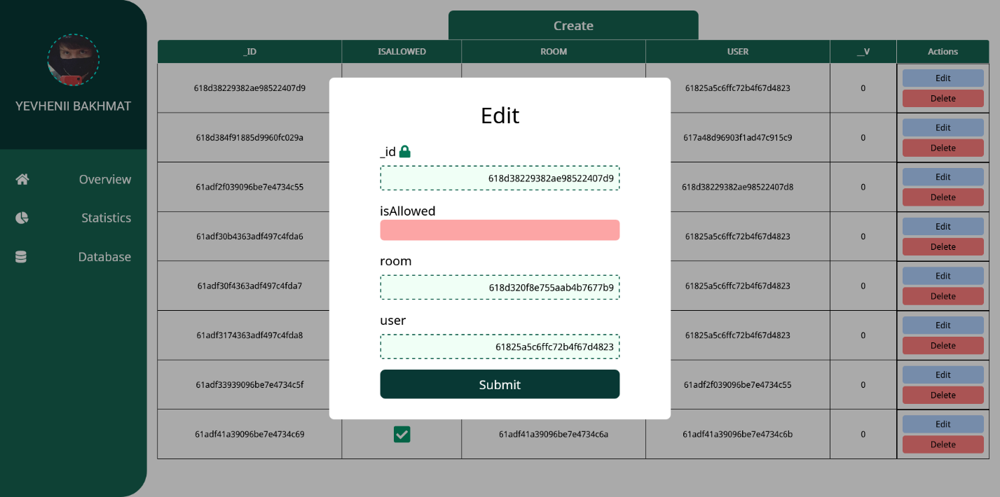 YEVHENII BAKHMAT
Overview
Statistics
Database
Create
_ID ISALLOWED ROOM USER __V Actions
618d38229382ae98522407d9 61825a5c6ffc72b4f67d4823 0 Edit
Delete
618d384f91885d9960fc029a 617a48d96903f1ad47c915c9 0 Edit
Delete
61adf2f039096be7e4734c55 618d38229382ae98522407d8 0 Edit
Delete
61adf30b4363adf497c4fda6 61825a5c6ffc72b4f67d4823 0 Edit
Delete
61adf30f4363adf497c4fda7 61825a5c6ffc72b4f67d4823 0 Edit
Delete
61adf3174363adf497c4fda8 61825a5c6ffc72b4f67d4823 0 Edit
Delete
61adf33939096be7e4734c5f 61adf2f039096be7e4734c55 0 Edit
Delete
61adf41a39096be7e4734c69 61adf41a39096be7e4734c6a 61adf41a39096be7e4734c6b 0 Edit
Delete
Edit
_id
618d38229382ae98522407d9
isAllowed
room
618d320f8e755aab4b7677b9
user
61825a5c6ffc72b4f67d4823
Submit